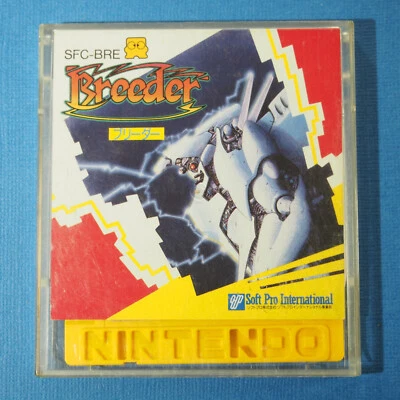 SFC-BRE
Breeder
ブリーダー
Soft Pro International
NINTENDO